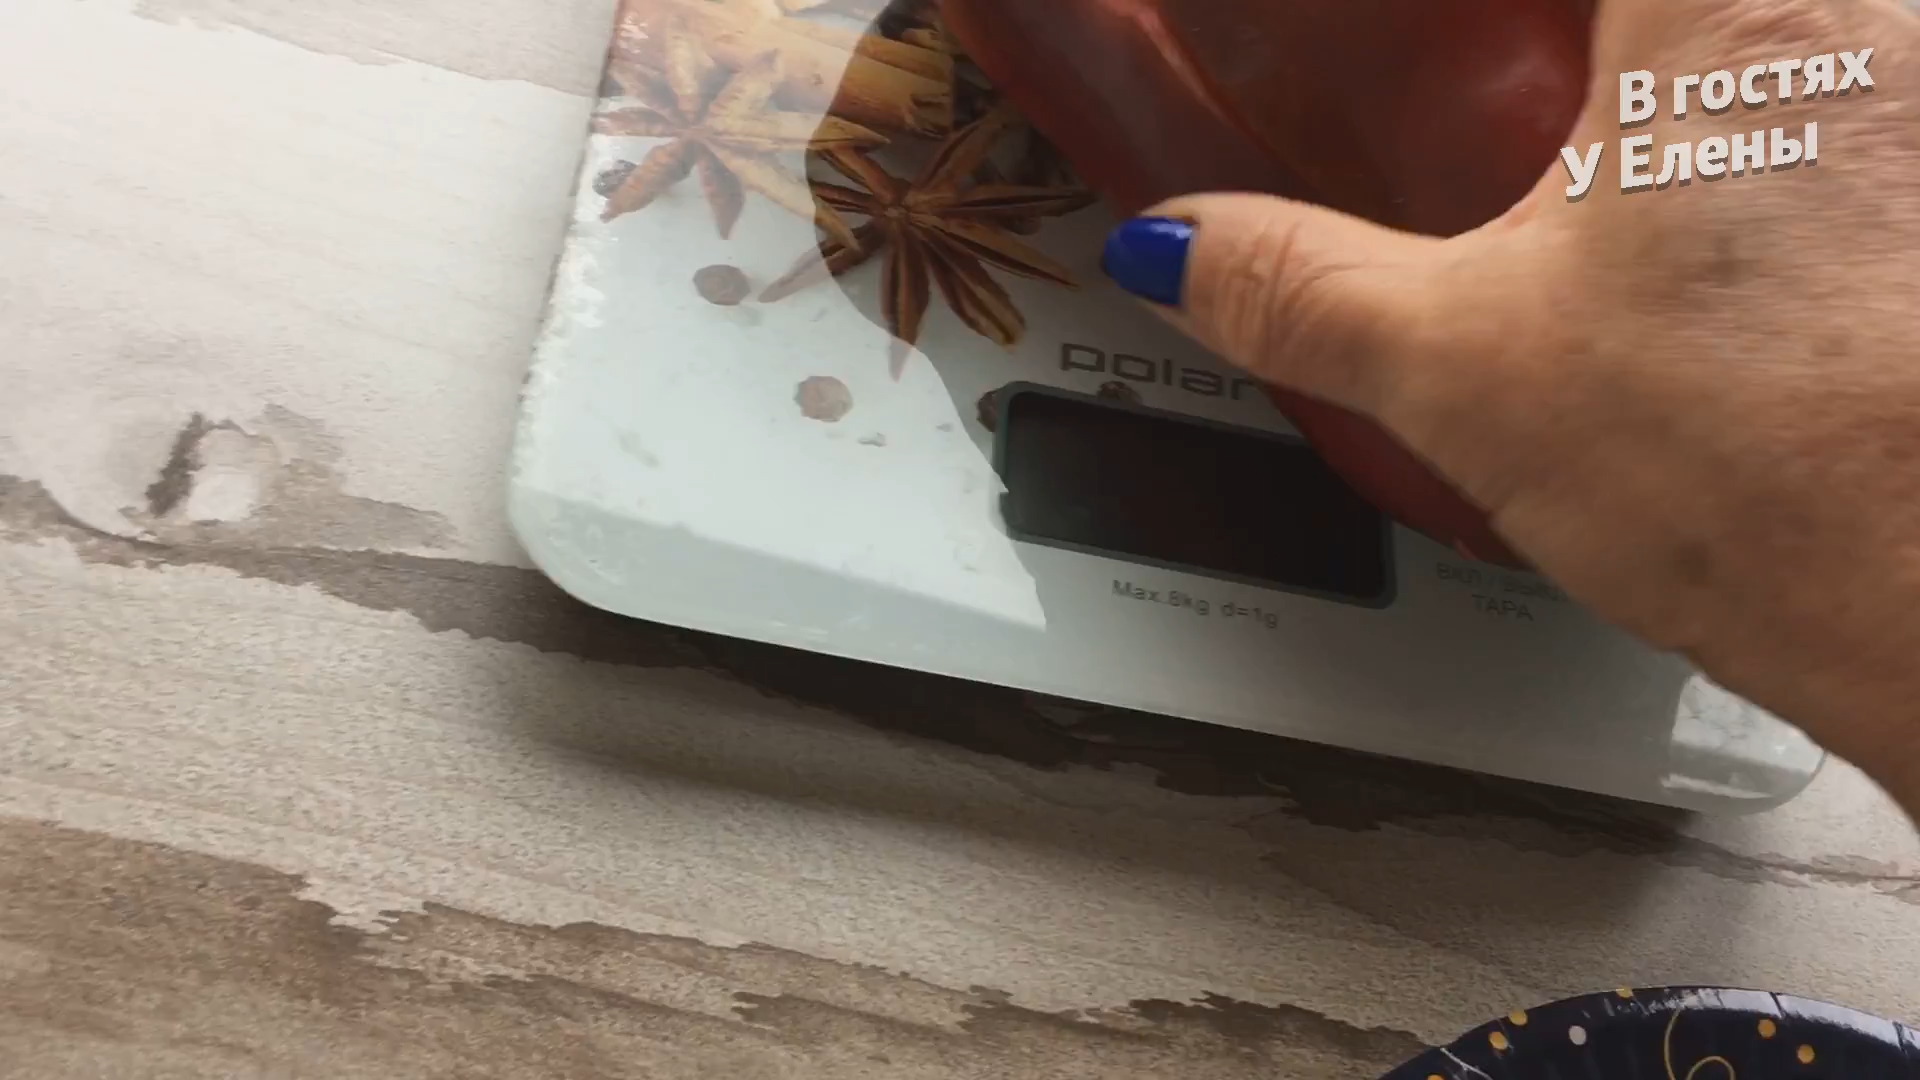 В гостях
у Елены
polar
Max.8kg d=1g
ТАРА